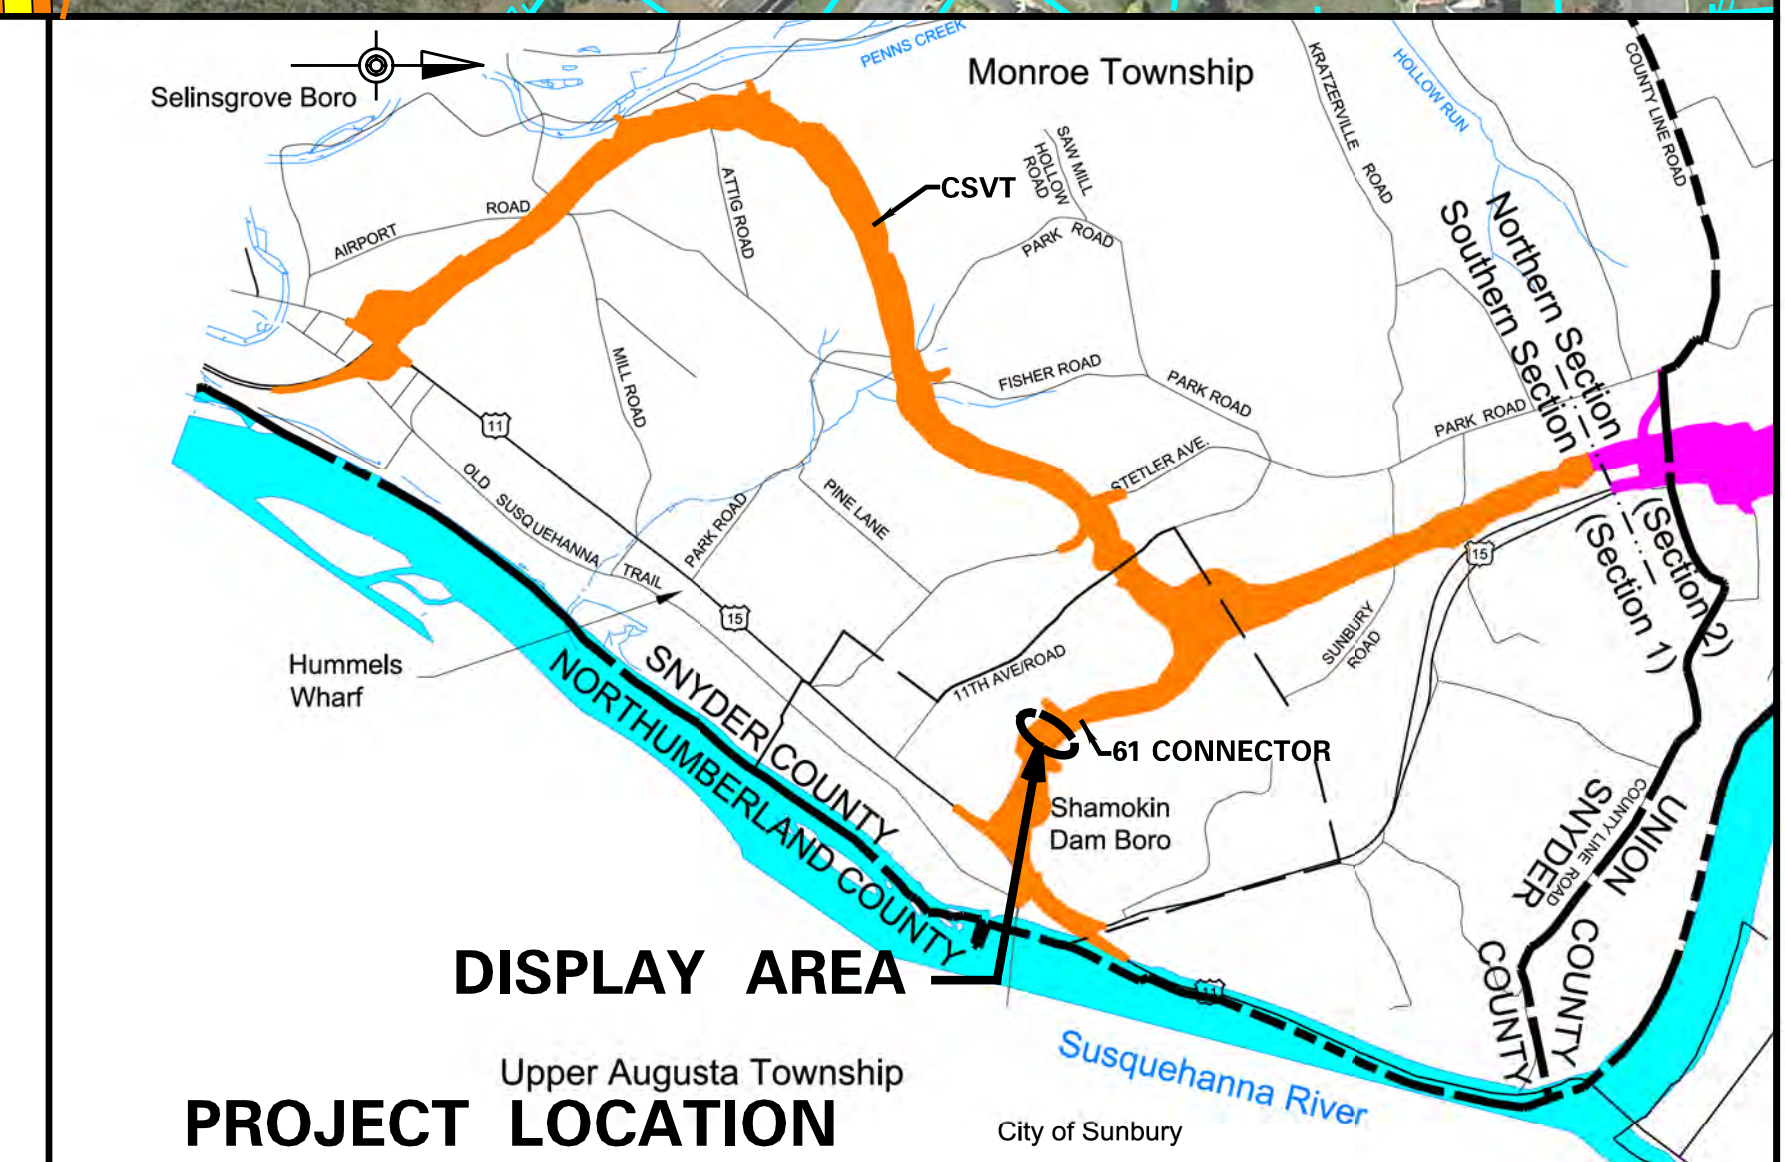 PENNS CREEK
Monroe Township
Selinsgrove Boro
KRATZERVILLE ROAD
HOLLOW RUN
COUNTY LINE ROAD
SAW MILL
HOLLOW
ROAD
CSVT
ATTIG ROAD
AIRPORT ROAD
PARK ROAD
Northern Section
Southern Section
MILL ROAD
FISHER ROAD
PARK ROAD
PARK ROAD
11
STETLER AVE.
OLD SUSQUEHANNA TRAIL
PARK ROAD
PINE LANE
15
(Section 2)
(Section 1)
15
SUNBURY
ROAD
Hummels
Wharf
11TH AVE/ROAD
SNYDER COUNTY
NORTHUMBERLAND COUNTY
61 CONNECTOR
Shamokin
Dam Boro
UNION COUNTY
COUNTY LINE ROAD
SNYDER COUNTY
DISPLAY AREA
11
Susquehanna River
Upper Augusta Township
PROJECT LOCATION
City of Sunbury